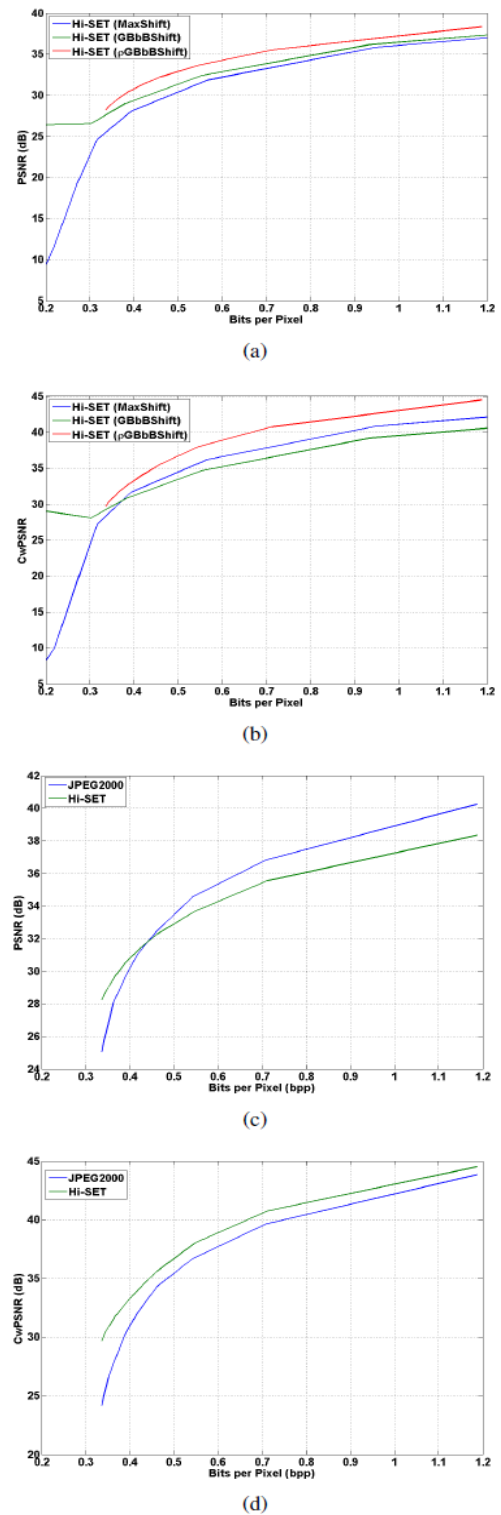 40
35
30
25
20
15
10
5
PSNR (dB)
Hi-SET (MaxShift)
Hi-SET (GBbBShift)
Hi-SET (ρGBbBShift)
0.2 0.3 0.4 0.5 0.6 0.7 0.8 0.9 1 1.1 1.2
Bits per Pixel
(a)
45
40
35
30
25
20
15
10
5
CwPSNR
Hi-SET (MaxShift)
Hi-SET (GBbBShift)
Hi-SET (ρGBbBShift)
0.2 0.3 0.4 0.5 0.6 0.7 0.8 0.9 1 1.1 1.2
Bits per Pixel
(b)
42
40
38
36
34
32
30
28
26
24
PSNR (dB)
JPEG2000
Hi-SET
0.2 0.3 0.4 0.5 0.6 0.7 0.8 0.9 1 1.1 1.2
Bits per Pixel (bpp)
(c)
45
40
35
30
25
20
CwPSNR (dB)
JPEG2000
Hi-SET
0.2 0.3 0.4 0.5 0.6 0.7 0.8 0.9 1 1.1 1.2
Bits per Pixel (bpp)
(d)